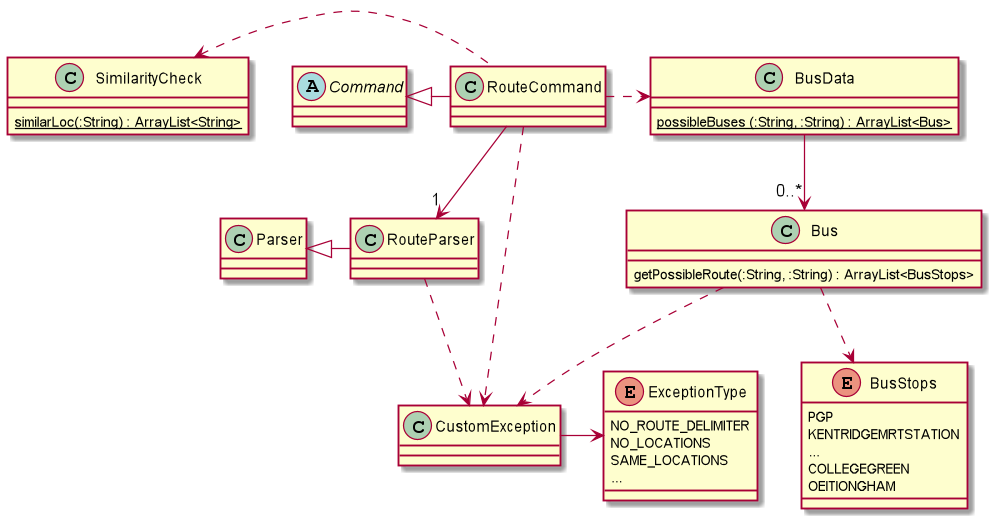 C SimilarityCheck
similarLoc(:String) : ArrayList<String>
A Command
C RouteCommand
C BusData
possibleBuses (:String, :String) : ArrayList<Bus>
1
0..*
C Parser
C RouteParser
C Bus
getPossibleRoute(:String, :String) : ArrayList<BusStops>
C CustomException
E ExceptionType
NO_ROUTE_DELIMITER
NO_LOCATIONS
SAME_LOCATIONS
...
E BusStops
PGP
KENTRIDGEMRTSTATION
...
COLLEGEGREEN
OEITIONGHAM